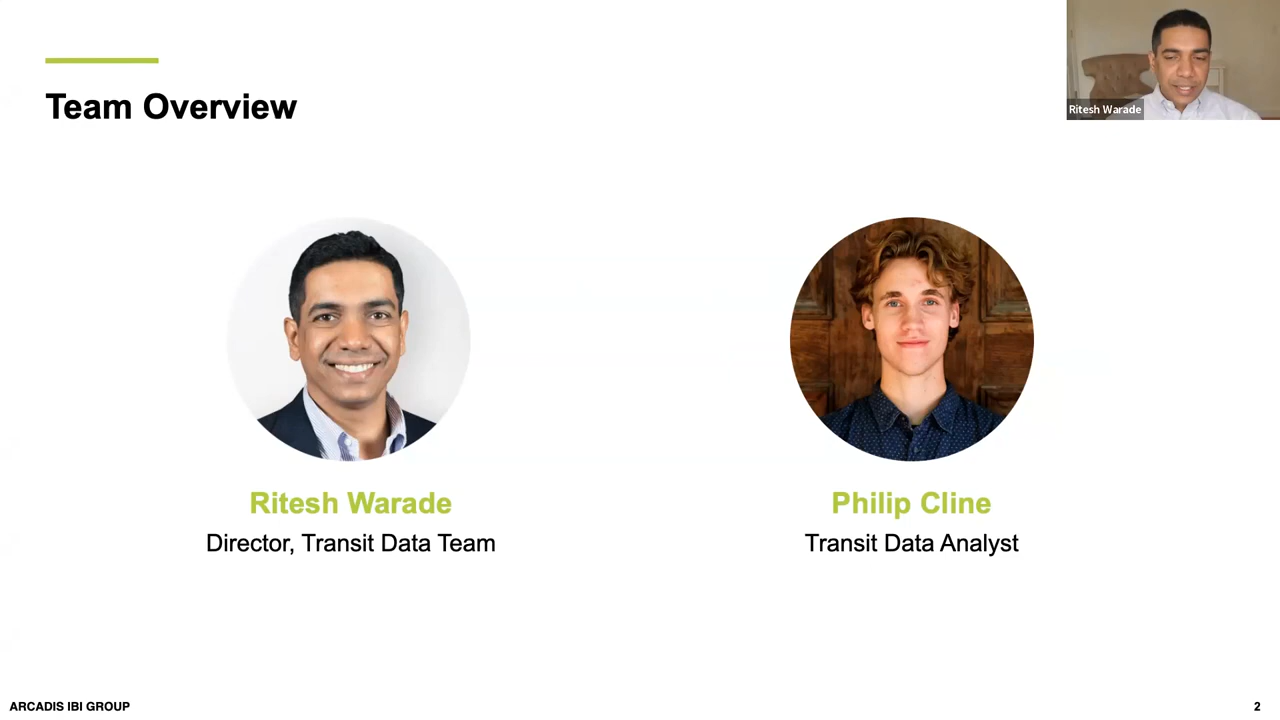 Team Overview
Ritesh Warade
Ritesh Warade
Director, Transit Data Team
Philip Cline
Transit Data Analyst
ARCADIS IBI GROUP
2